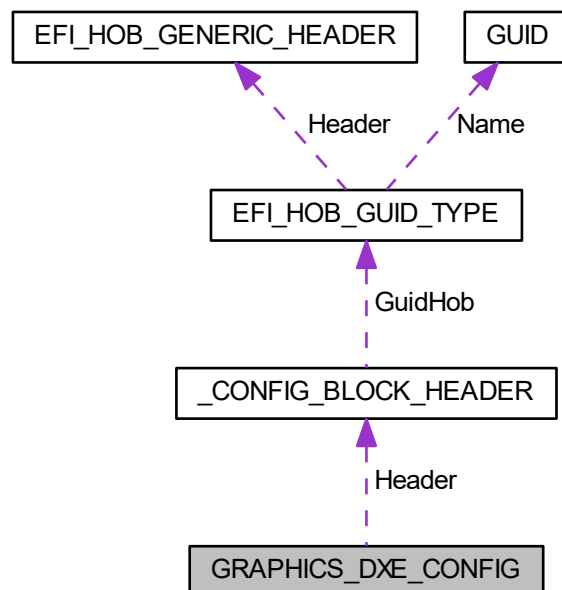 EFI_HOB_GENERIC_HEADER
GUID
Header
Name
EFI_HOB_GUID_TYPE
GuidHob
_CONFIG_BLOCK_HEADER
Header
GRAPHICS_DXE_CONFIG